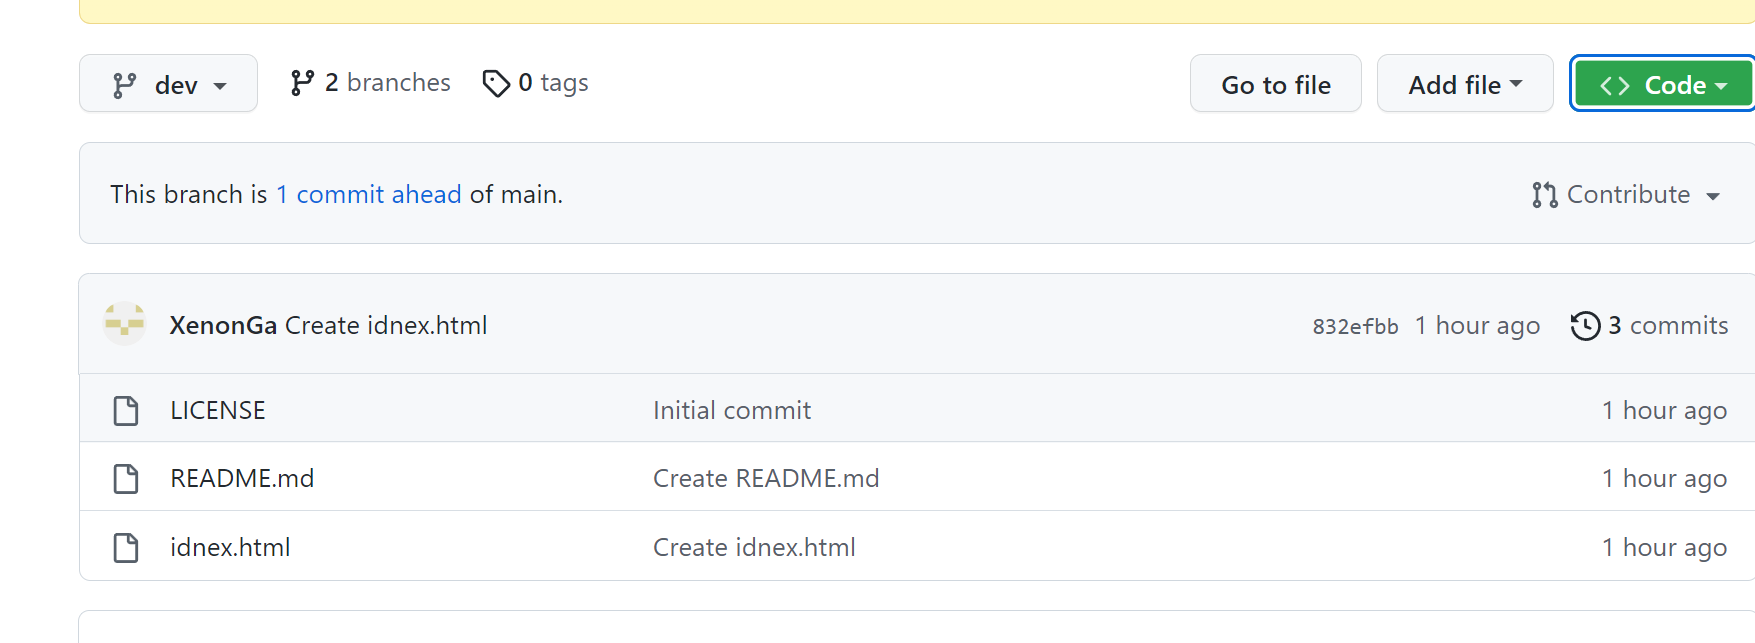 dev 2 branches 0 tags Go to file Add file <> Code
This branch is 1 commit ahead of main. Contribute
XenonGa Create idnex.html 832efbb 1 hour ago 3 commits
LICENSE Initial commit 1 hour ago
README.md Create README.md 1 hour ago
idnex.html Create idnex.html 1 hour ago